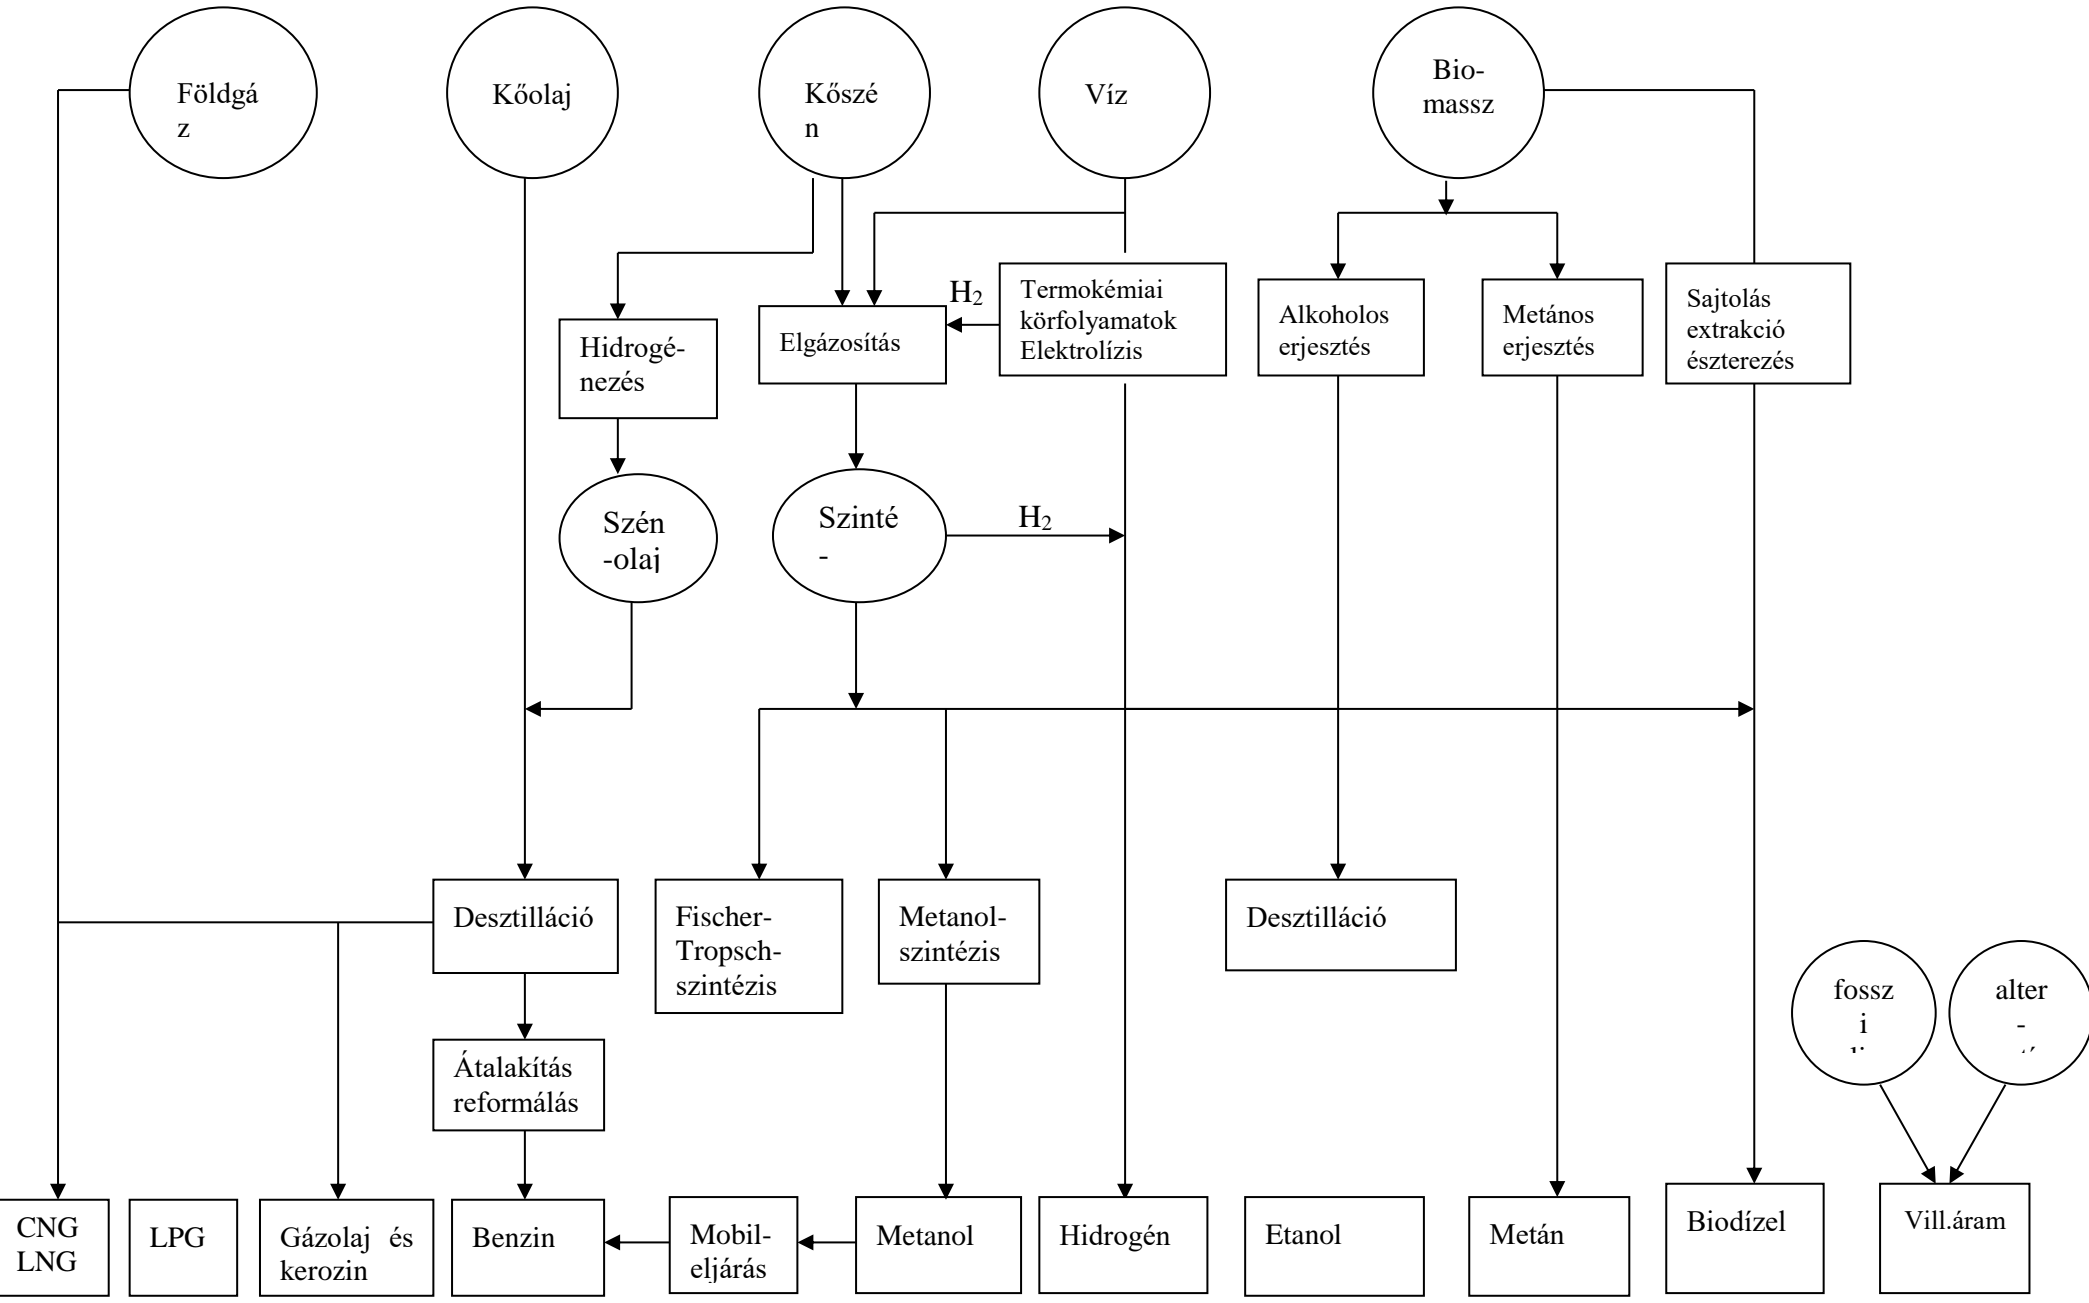 Földgá
z
Kőolaj
Kőszé
n
Víz
Bio-
massz
Hidrogé-
nezés
Elgázosítás
H₂
Termokémiai
körfolyamatok
Elektrolízis
Alkoholos
erjesztés
Metános
erjesztés
Sajtolás
extrakció
észterezés
Szén
-olaj
Szinté
-
H₂
Desztilláció
Fischer-
Tropsch-
szintézis
Metanol-
szintézis
Desztilláció
fossz
i
alter
-
Átalakítás
reformálás
CNG
LNG
LPG
Gázolaj és
kerozin
Benzin
Mobil-
eljárás
Metanol
Hidrogén
Etanol
Metán
Biodízel
Vill.áram